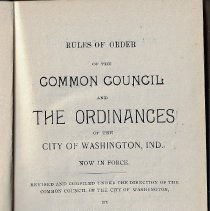 RULES OF ORDER
OF THE
COMMON COUNCIL
AND
THE ORDINANCES
OF THE
CITY OF WASHINGTON, IND.,
NOW IN FORCE.
REVISED AND COMPILED UNDER THE DIRECTION OF THE
COMMON COUNCIL OF THE CITY OF WASHINGTON,
BY